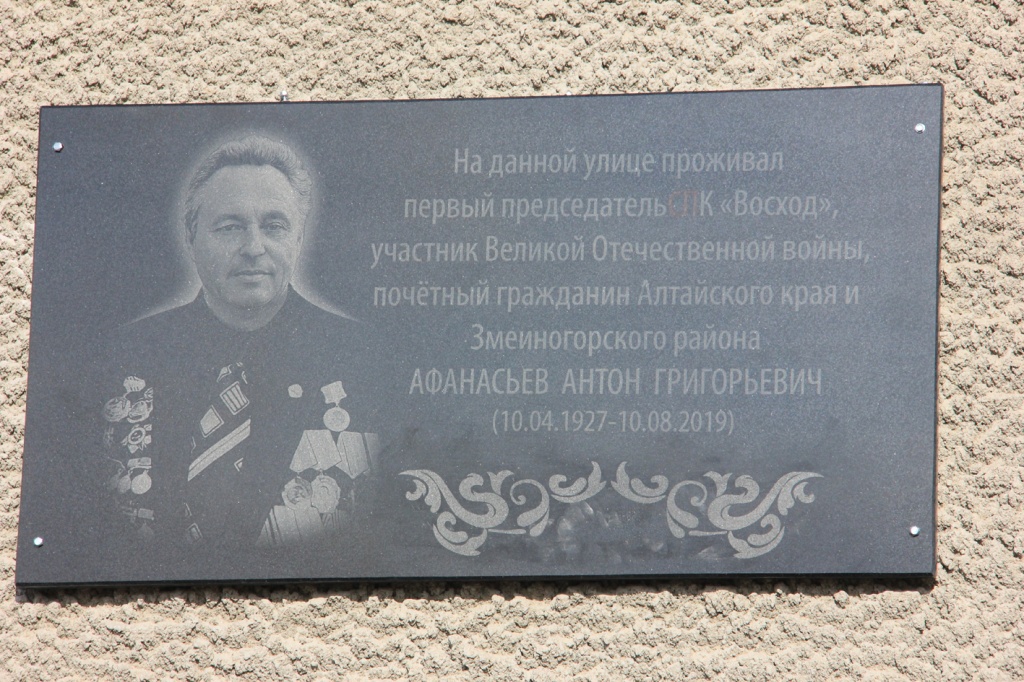 На данной улице проживал
первый председатель СПК «Восход»,
участник Великой Отечественной войны,
почётный гражданин Алтайского края и
Змеиногорского района
АФАНАСЬЕВ АНТОН ГРИГОРЬЕВИЧ
(10.04.1927-10.08.2019)